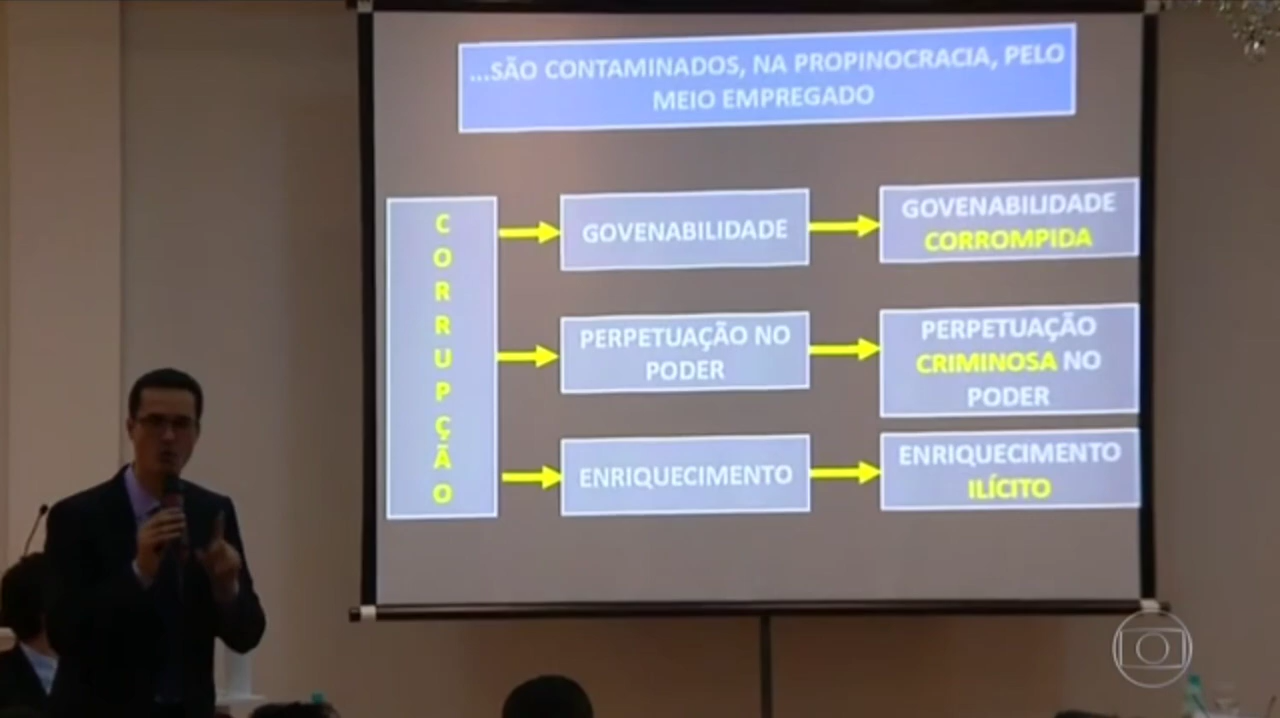 ...SÃO CONTAMINADOS, NA PROPINOCRACIA, PELO
MEIO EMPREGADO
CORRUPÇÃO
GOVENABILIDADE
GOVENABILIDADE
CORROMPIDA
PERPETUAÇÃO NO
PODER
PERPETUAÇÃO
CRIMINOSA NO
PODER
ENRIQUECIMENTO
ENRIQUECIMENTO
ILÍCITO